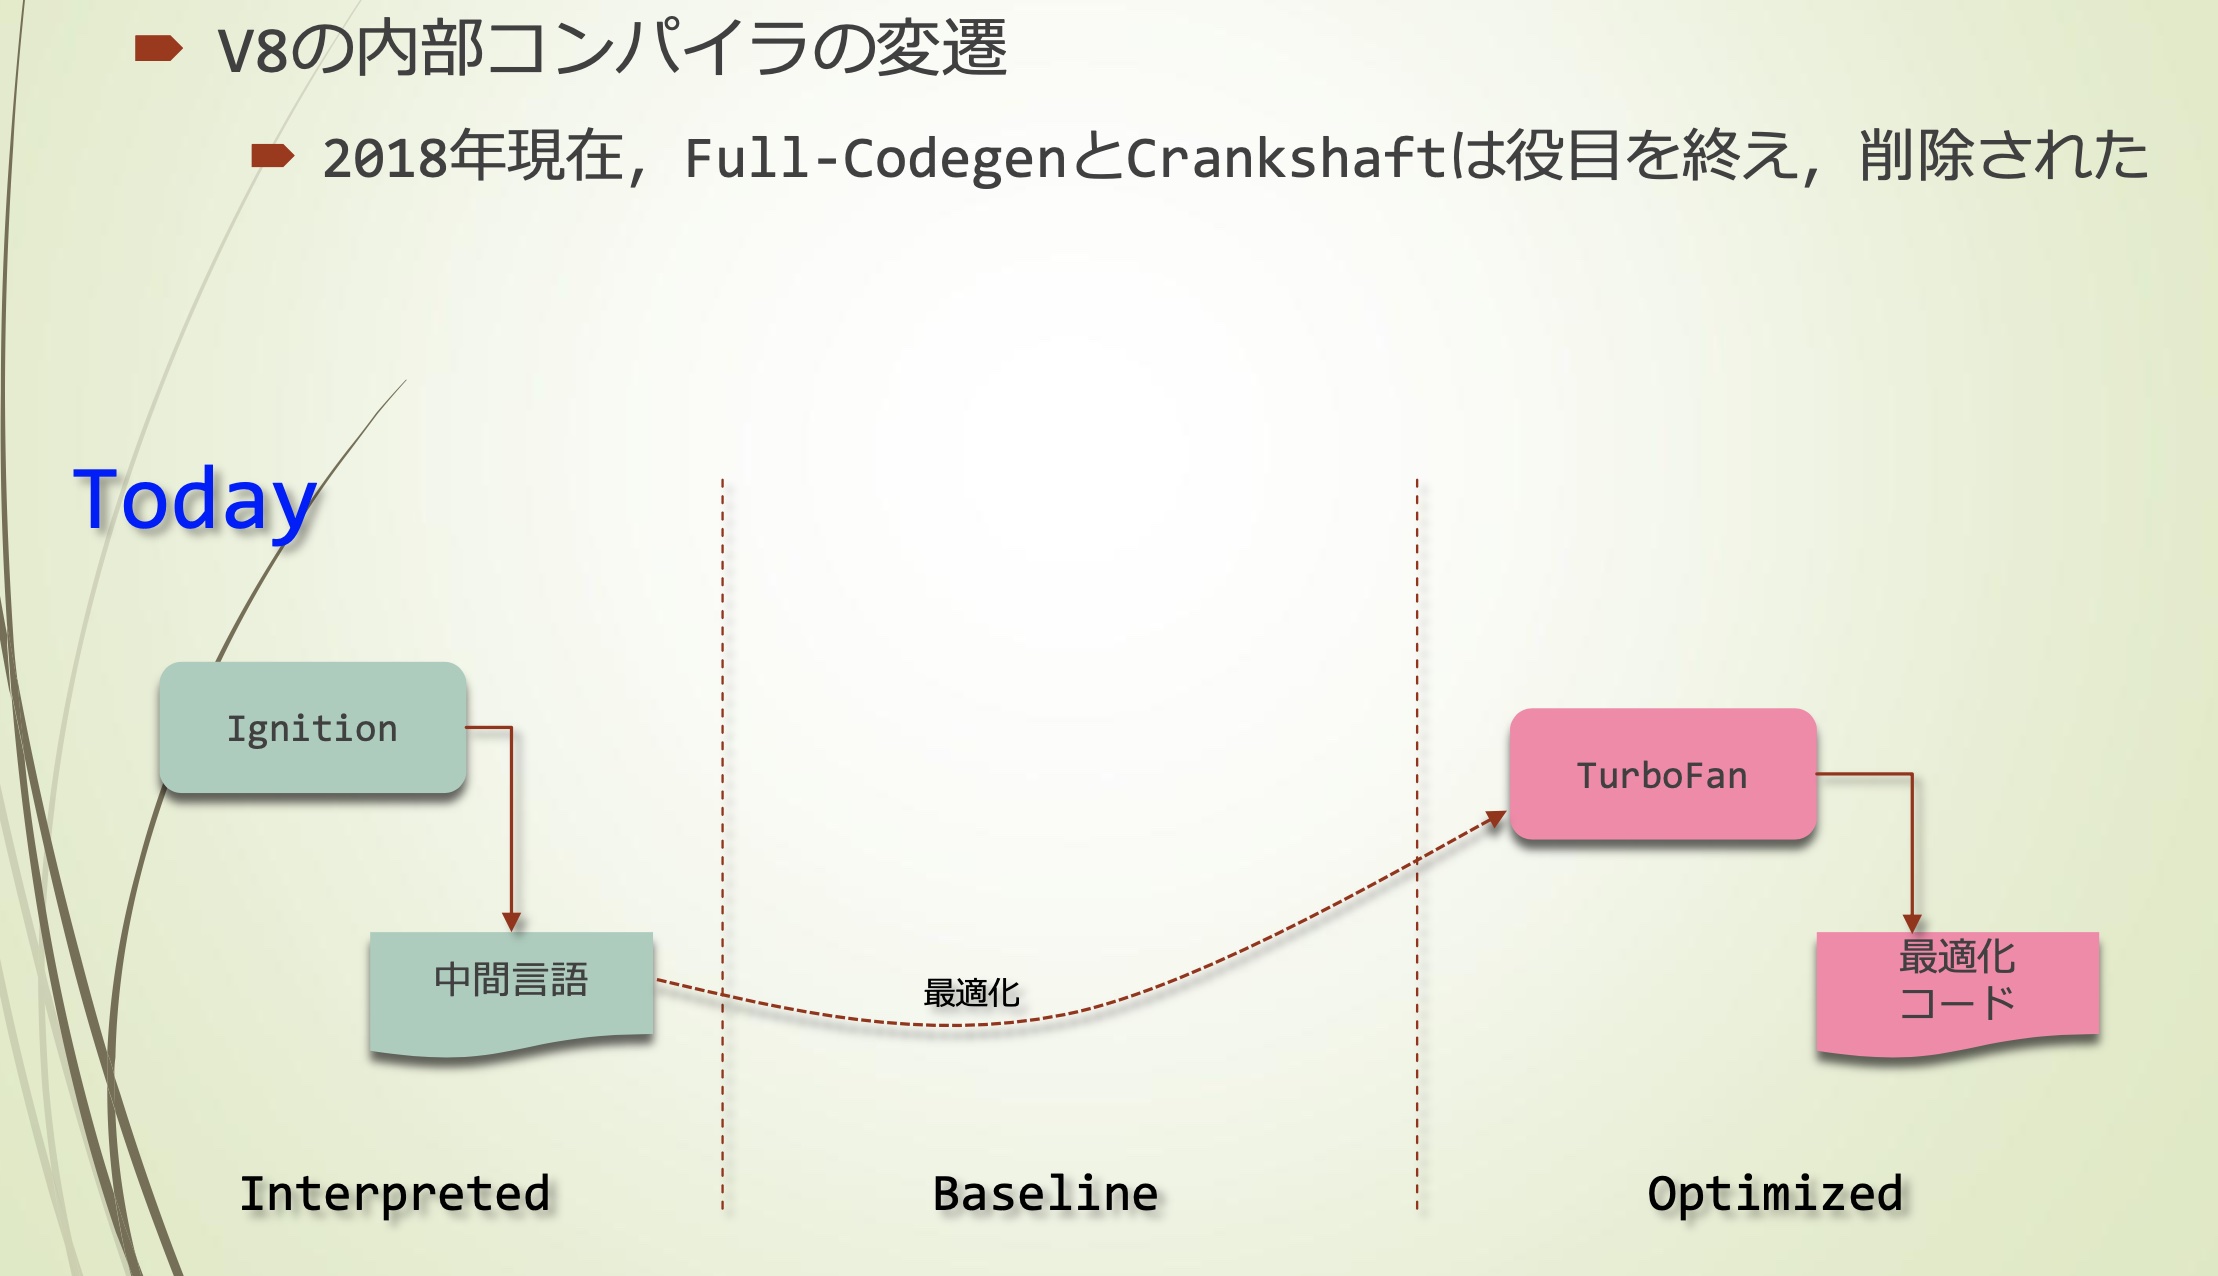 V8の内部コンパイラの変遷
2018年現在, Full-CodegenとCrankshaftは役目を終え, 削除された
Today
Ignition
TurboFan
中間言語
最適化
最適化
コード
Interpreted
Baseline
Optimized